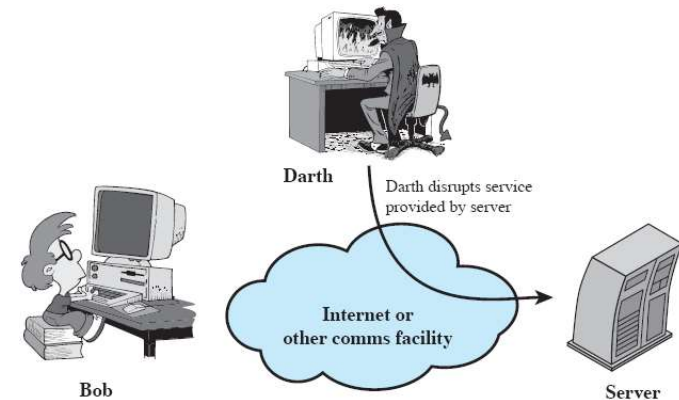 Darth
Darth disrupts service
provided by server
Internet or
other comms facility
Bob
Server